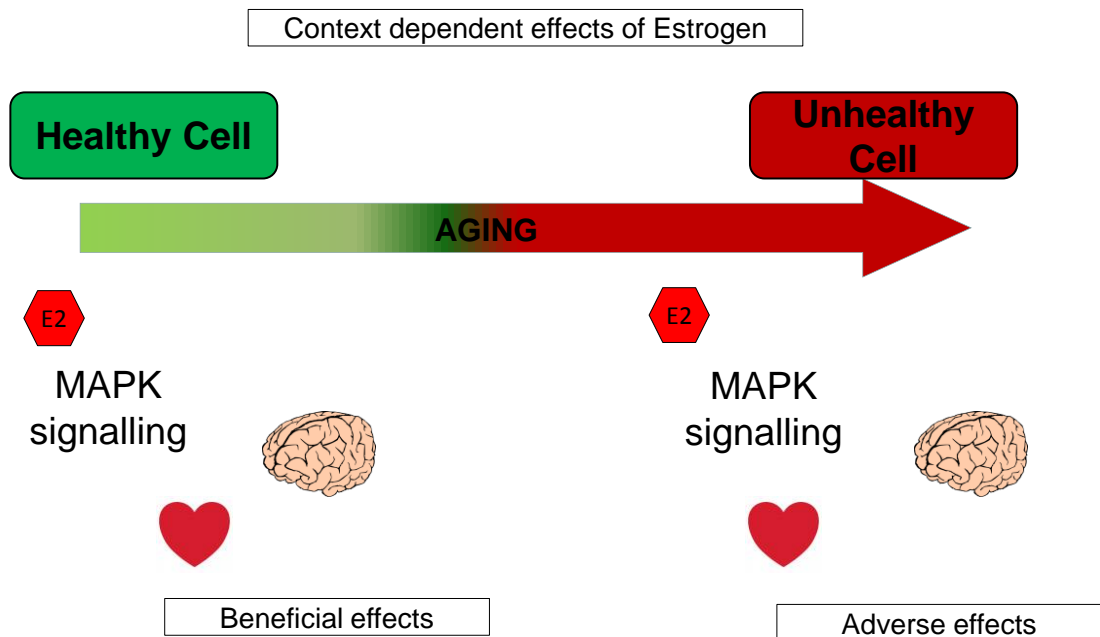 Context dependent effects of Estrogen
Healthy Cell
Unhealthy
Cell
AGING
E2
E2
MAPK
signalling
MAPK
signalling
Beneficial effects
Adverse effects